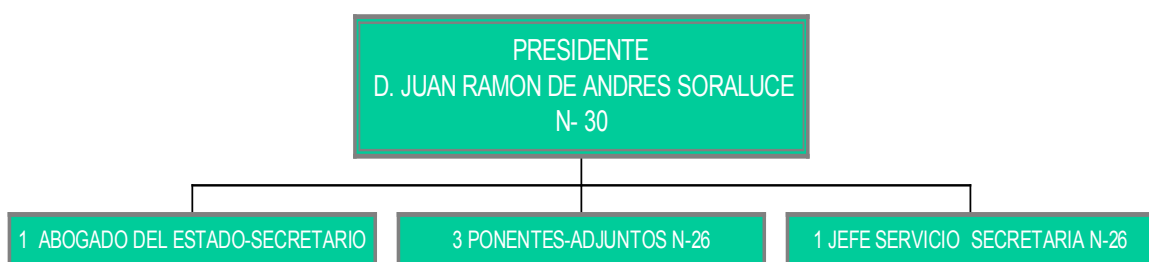 PRESIDENTE
D. JUAN RAMON DE ANDRES SORALUCE
N- 30
1 ABOGADO DEL ESTADO-SECRETARIO
3 PONENTES-ADJUNTOS N-26
1 JEFE SERVICIO SECRETARIA N-26